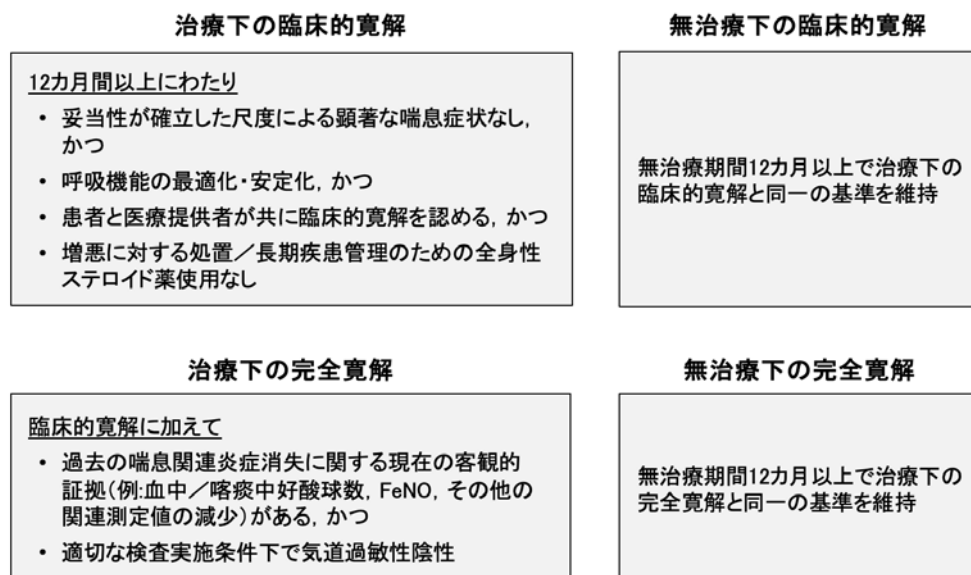 治療下の臨床的寛解
12カ月間以上にわたり
• 妥当性が確立した尺度による顕著な喘息症状なし,
かつ
• 呼吸機能の最適化・安定化, かつ
• 患者と医療提供者が共に臨床的寛解を認める, かつ
• 増悪に対する処置／長期疾患管理のための全身性
ステロイド薬使用なし
無治療下の臨床的寛解
無治療期間12カ月以上で治療下の
臨床的寛解と同一の基準を維持
治療下の完全寛解
臨床的寛解に加えて
• 過去の喘息関連炎症消失に関する現在の客観的
証拠(例:血中／喀痰中好酸球数, FeNO, その他の
関連測定値の減少)がある, かつ
• 適切な検査実施条件下で気道過敏性陰性
無治療下の完全寛解
無治療期間12カ月以上で治療下の
完全寛解と同一の基準を維持